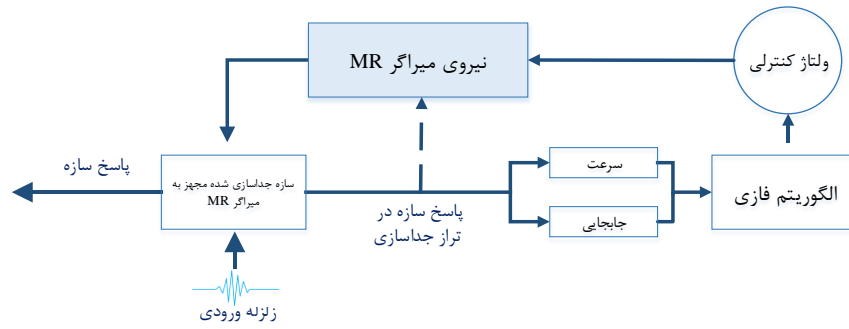 نیروی میراگر MR
ولتاژ کنترلی
پاسخ سازه
سازه جداسازی شده مجهز به
میراگر MR
سرعت
جابجایی
الگوریتم فازی
پاسخ سازه در
تراز جداسازی
زلزله ورودی